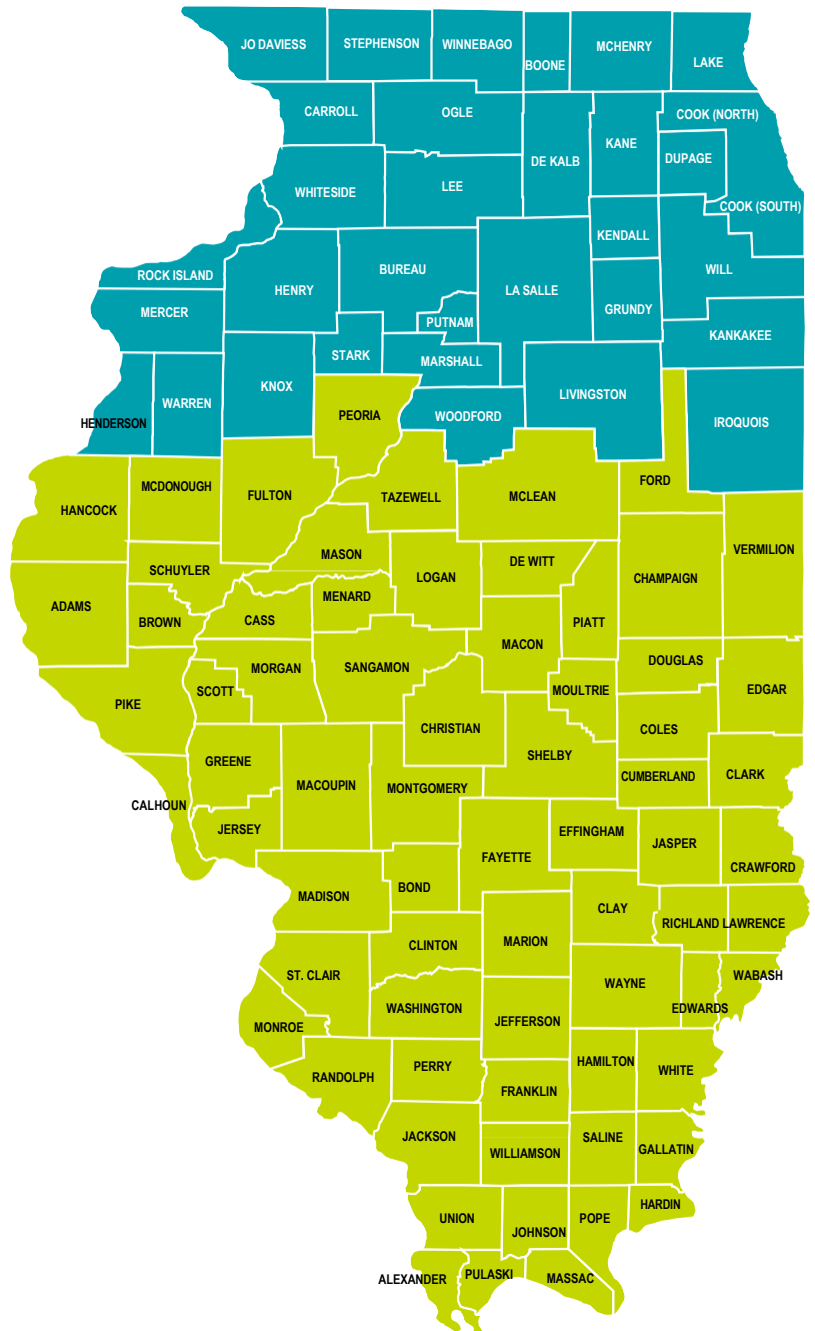 JO DAVIESS
STEPHENSON
WINNEBAGO
BOONE
MCHENRY
LAKE
CARROLL
OGLE
DE KALB
KANE
COOK (NORTH)
DUPAGE
WHITESIDE
LEE
COOK (SOUTH)
ROCK ISLAND
HENRY
BUREAU
LA SALLE
KENDALL
WILL
MERCER
PUTNAM
GRUNDY
KANKAKEE
STARK
MARSHALL
HENDERSON
WARREN
KNOX
PEORIA
WOODFORD
LIVINGSTON
IROQUOIS
HANCOCK
MCDONOUGH
FULTON
TAZEWELL
MCLEAN
FORD
VERMILION
SCHUYLER
MASON
LOGAN
DE WITT
CHAMPAIGN
ADAMS
BROWN
CASS
MENARD
MACON
PIATT
PIKE
SCOTT
MORGAN
SANGAMON
CHRISTIAN
MOULTRIE
DOUGLAS
EDGAR
SHELBY
COLES
GREENE
MACOUPIN
MONTGOMERY
CUMBERLAND
CLARK
CALHOUN
JERSEY
EFFINGHAM
JASPER
FAYETTE
CRAWFORD
MADISON
BOND
CLAY
RICHLAND
LAWRENCE
CLINTON
MARION
ST. CLAIR
WAYNE
WABASH
EDWARDS
WASHINGTON
JEFFERSON
MONROE
RANDOLPH
PERRY
HAMILTON
WHITE
FRANKLIN
JACKSON
WILLIAMSON
SALINE
GALLATIN
UNION
JOHNSON
POPE
HARDIN
ALEXANDER
PULASKI
MASSAC